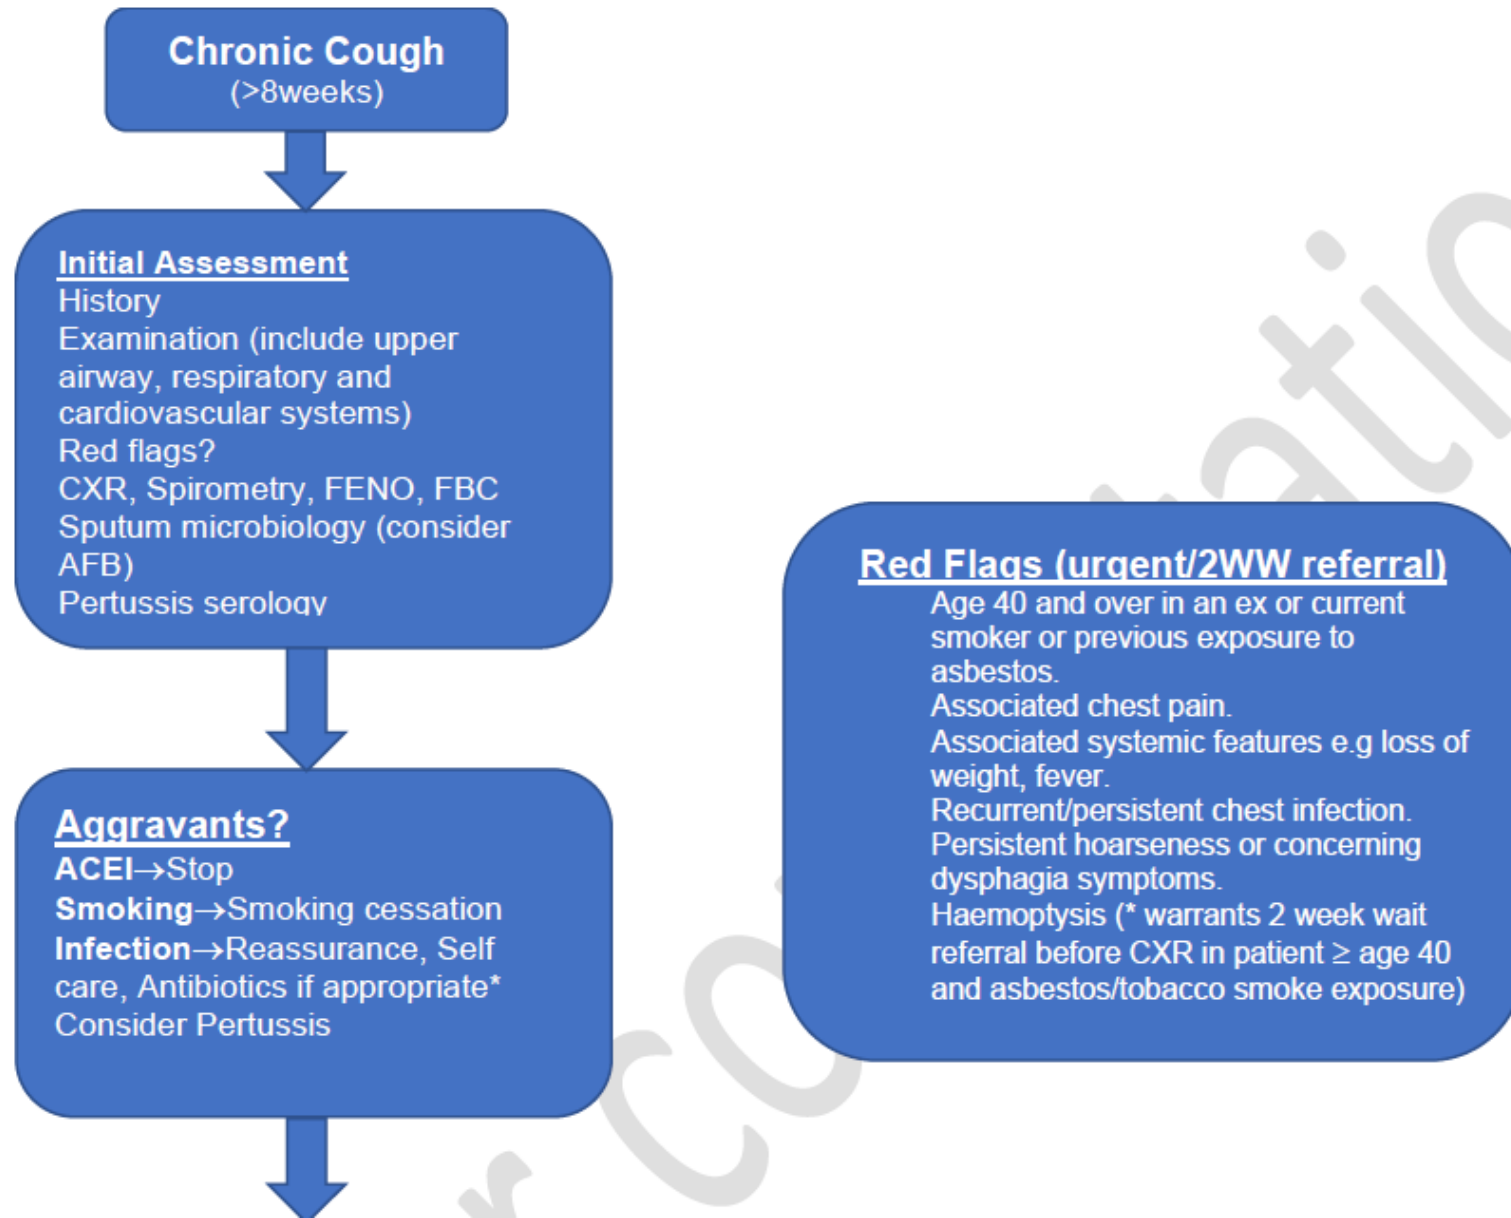 Chronic Cough
(>8weeks)
Initial Assessment
History
Examination (include upper
airway, respiratory and
cardiovascular systems)
Red flags?
CXR, Spirometry, FENO, FBC
Sputum microbiology (consider
AFB)
Pertussis serology
Aggravants?
ACEI→Stop
Smoking→Smoking cessation
Infection→Reassurance, Self
care, Antibiotics if appropriate*
Consider Pertussis
Red Flags (urgent/2WW referral)
Age 40 and over in an ex or current
smoker or previous exposure to
asbestos.
Associated chest pain.
Associated systemic features e.g loss of
weight, fever.
Recurrent/persistent chest infection.
Persistent hoarseness or concerning
dysphagia symptoms.
Haemoptysis (* warrants 2 week wait
referral before CXR in patient ≥ age 40
and asbestos/tobacco smoke exposure)